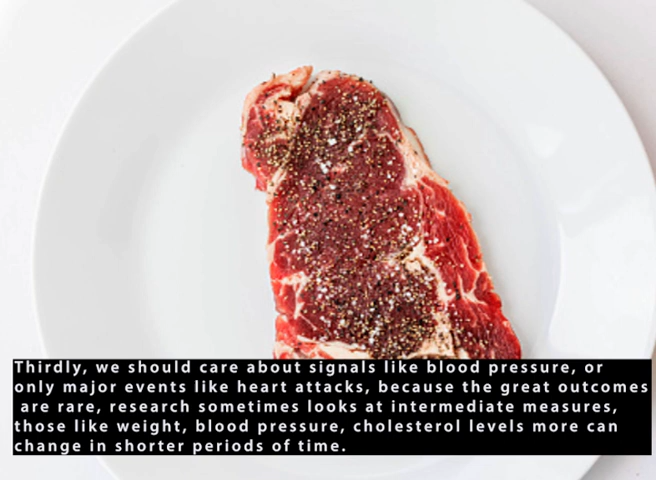 Thirdly, we should care about signals like blood pressure, or
only major events like heart attacks, because the great outcomes
are rare, research sometimes looks at intermediate measures,
those like weight, blood pressure, cholesterol levels more can
change in shorter periods of time.